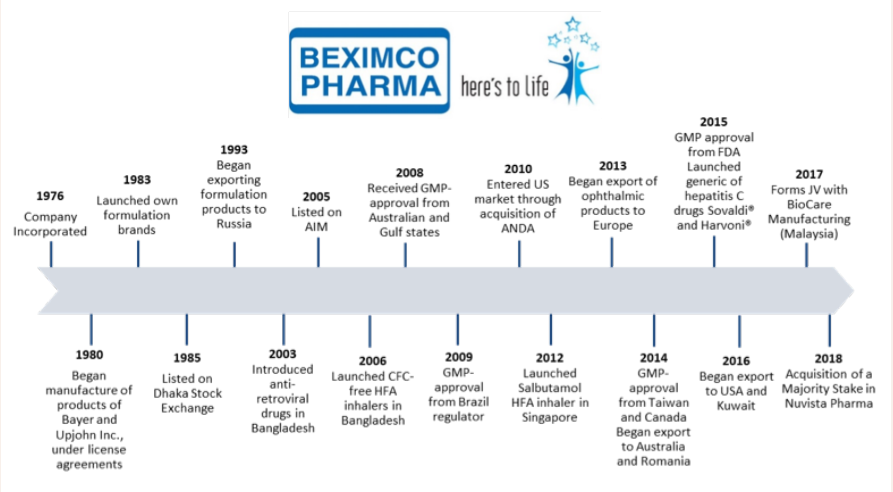 BEXIMCO
PHARMA
here's to life
1976
Company
Incorporated
1983
Launched own
formulation
brands
1993
Began
exporting
formulation
products to
Russia
2005
Listed on
AIM
2008
Received GMP-
approval from
Australian and
Gulf states
2010
Entered US
market through
acquisition of
ANDA
2013
Began export of
ophthalmic
products to
Europe
2015
GMP approval
from FDA
Launched
generic of
hepatitis C
drugs Sovaldi®
and Harvoni®
2017
Forms JV with
BioCare
Manufacturing
(Malaysia)
1980
Began
manufacture of
products of
Bayer and
Upjohn Inc.,
under license
agreements
1985
Listed on
Dhaka Stock
Exchange
2003
Introduced
anti-
retroviral
drugs in
Bangladesh
2006
Launched CFC-
free HFA
inhalers in
Bangladesh
2009
GMP-
approval
from Brazil
regulator
2012
Launched
Salbutamol
HFA inhaler in
Singapore
2014
GMP-
approval
from Taiwan
and Canada
Began export
to Australia
and Romania
2016
Began export
to USA and
Kuwait
2018
Acquisition of a
Majority Stake in
Nuvista Pharma